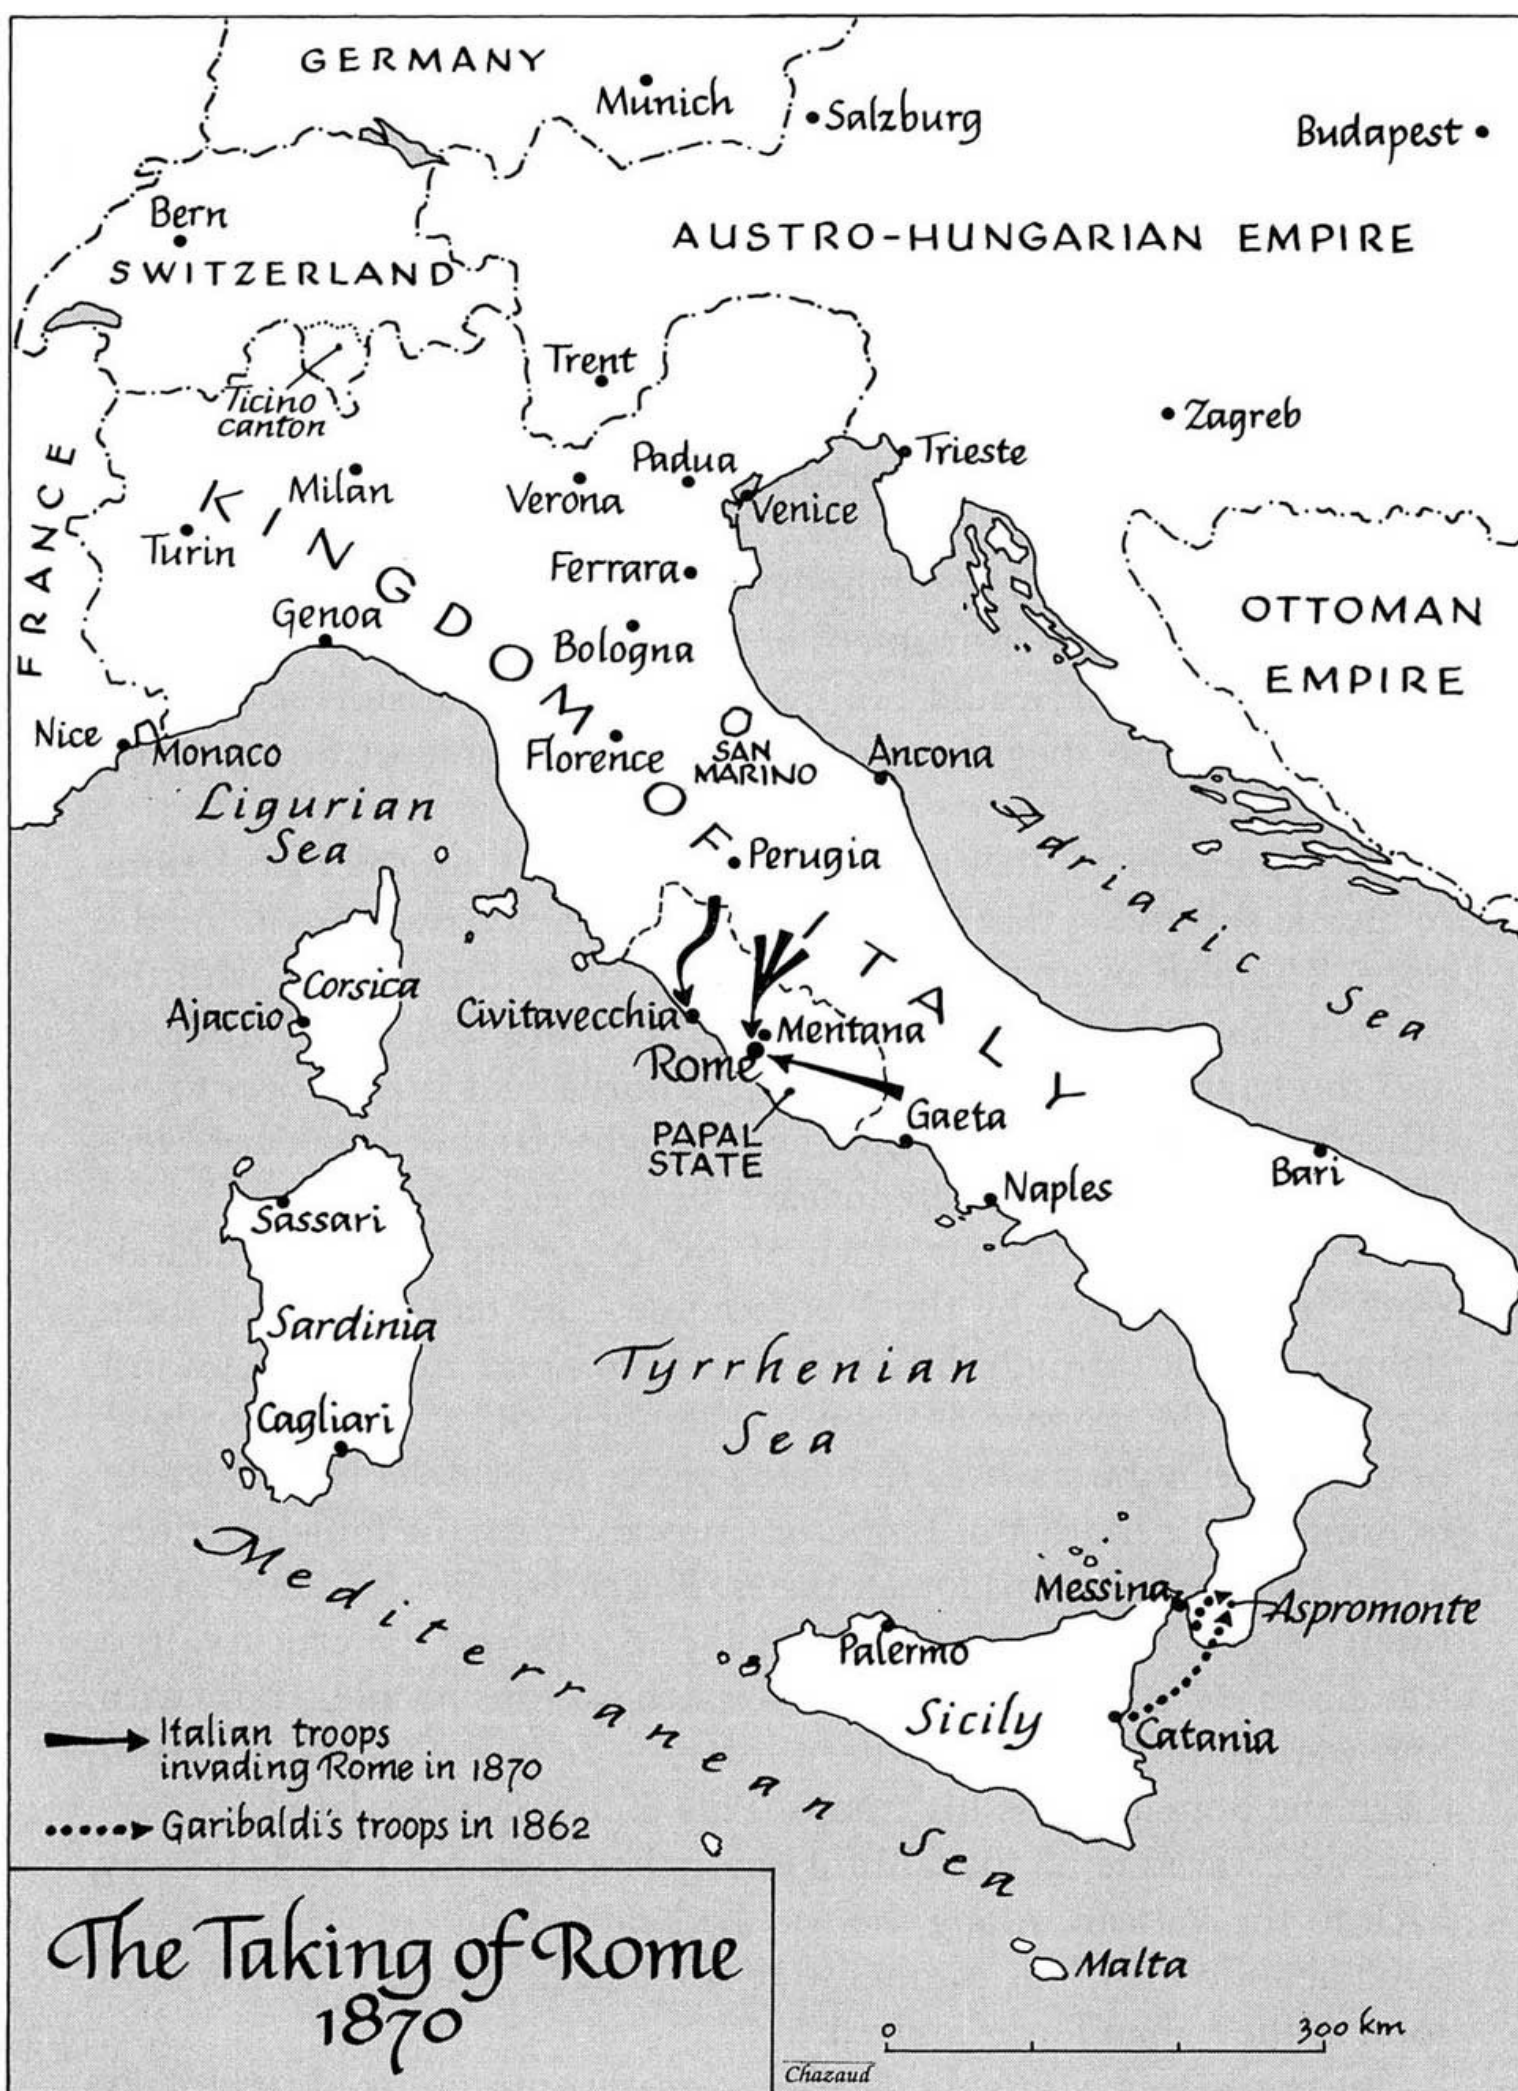 GERMANY
Munich
Salzburg
Budapest
Bern
SWITZERLAND
AUSTRO-HUNGARIAN EMPIRE
Trent
Ticino
canton
Zagreb
Trieste
Padua
Venice
Verona
Milan
Turin
FRANCE
KINGDOM OF ITALY
Ferrara
Genoa
Bologna
OTTOMAN
EMPIRE
Nice
Monaco
Florence
SAN
MARINO
Ancona
Ligurian
Sea
Perugia
Adriatic Sea
Corsica
Ajaccio
Civitavecchia
Mentana
Rome
PAPAL
STATE
Gaeta
Naples
Bari
Sassari
Sardinia
Cagliari
Tyrrhenian
Sea
Mediterranean Sea
Messina
Aspromonte
Palermo
Sicily
Catania
Italian troops
invading Rome in 1870
Garibaldi's troops in 1862
The Taking of Rome
1870
Malta
0 300 km
Chazaud